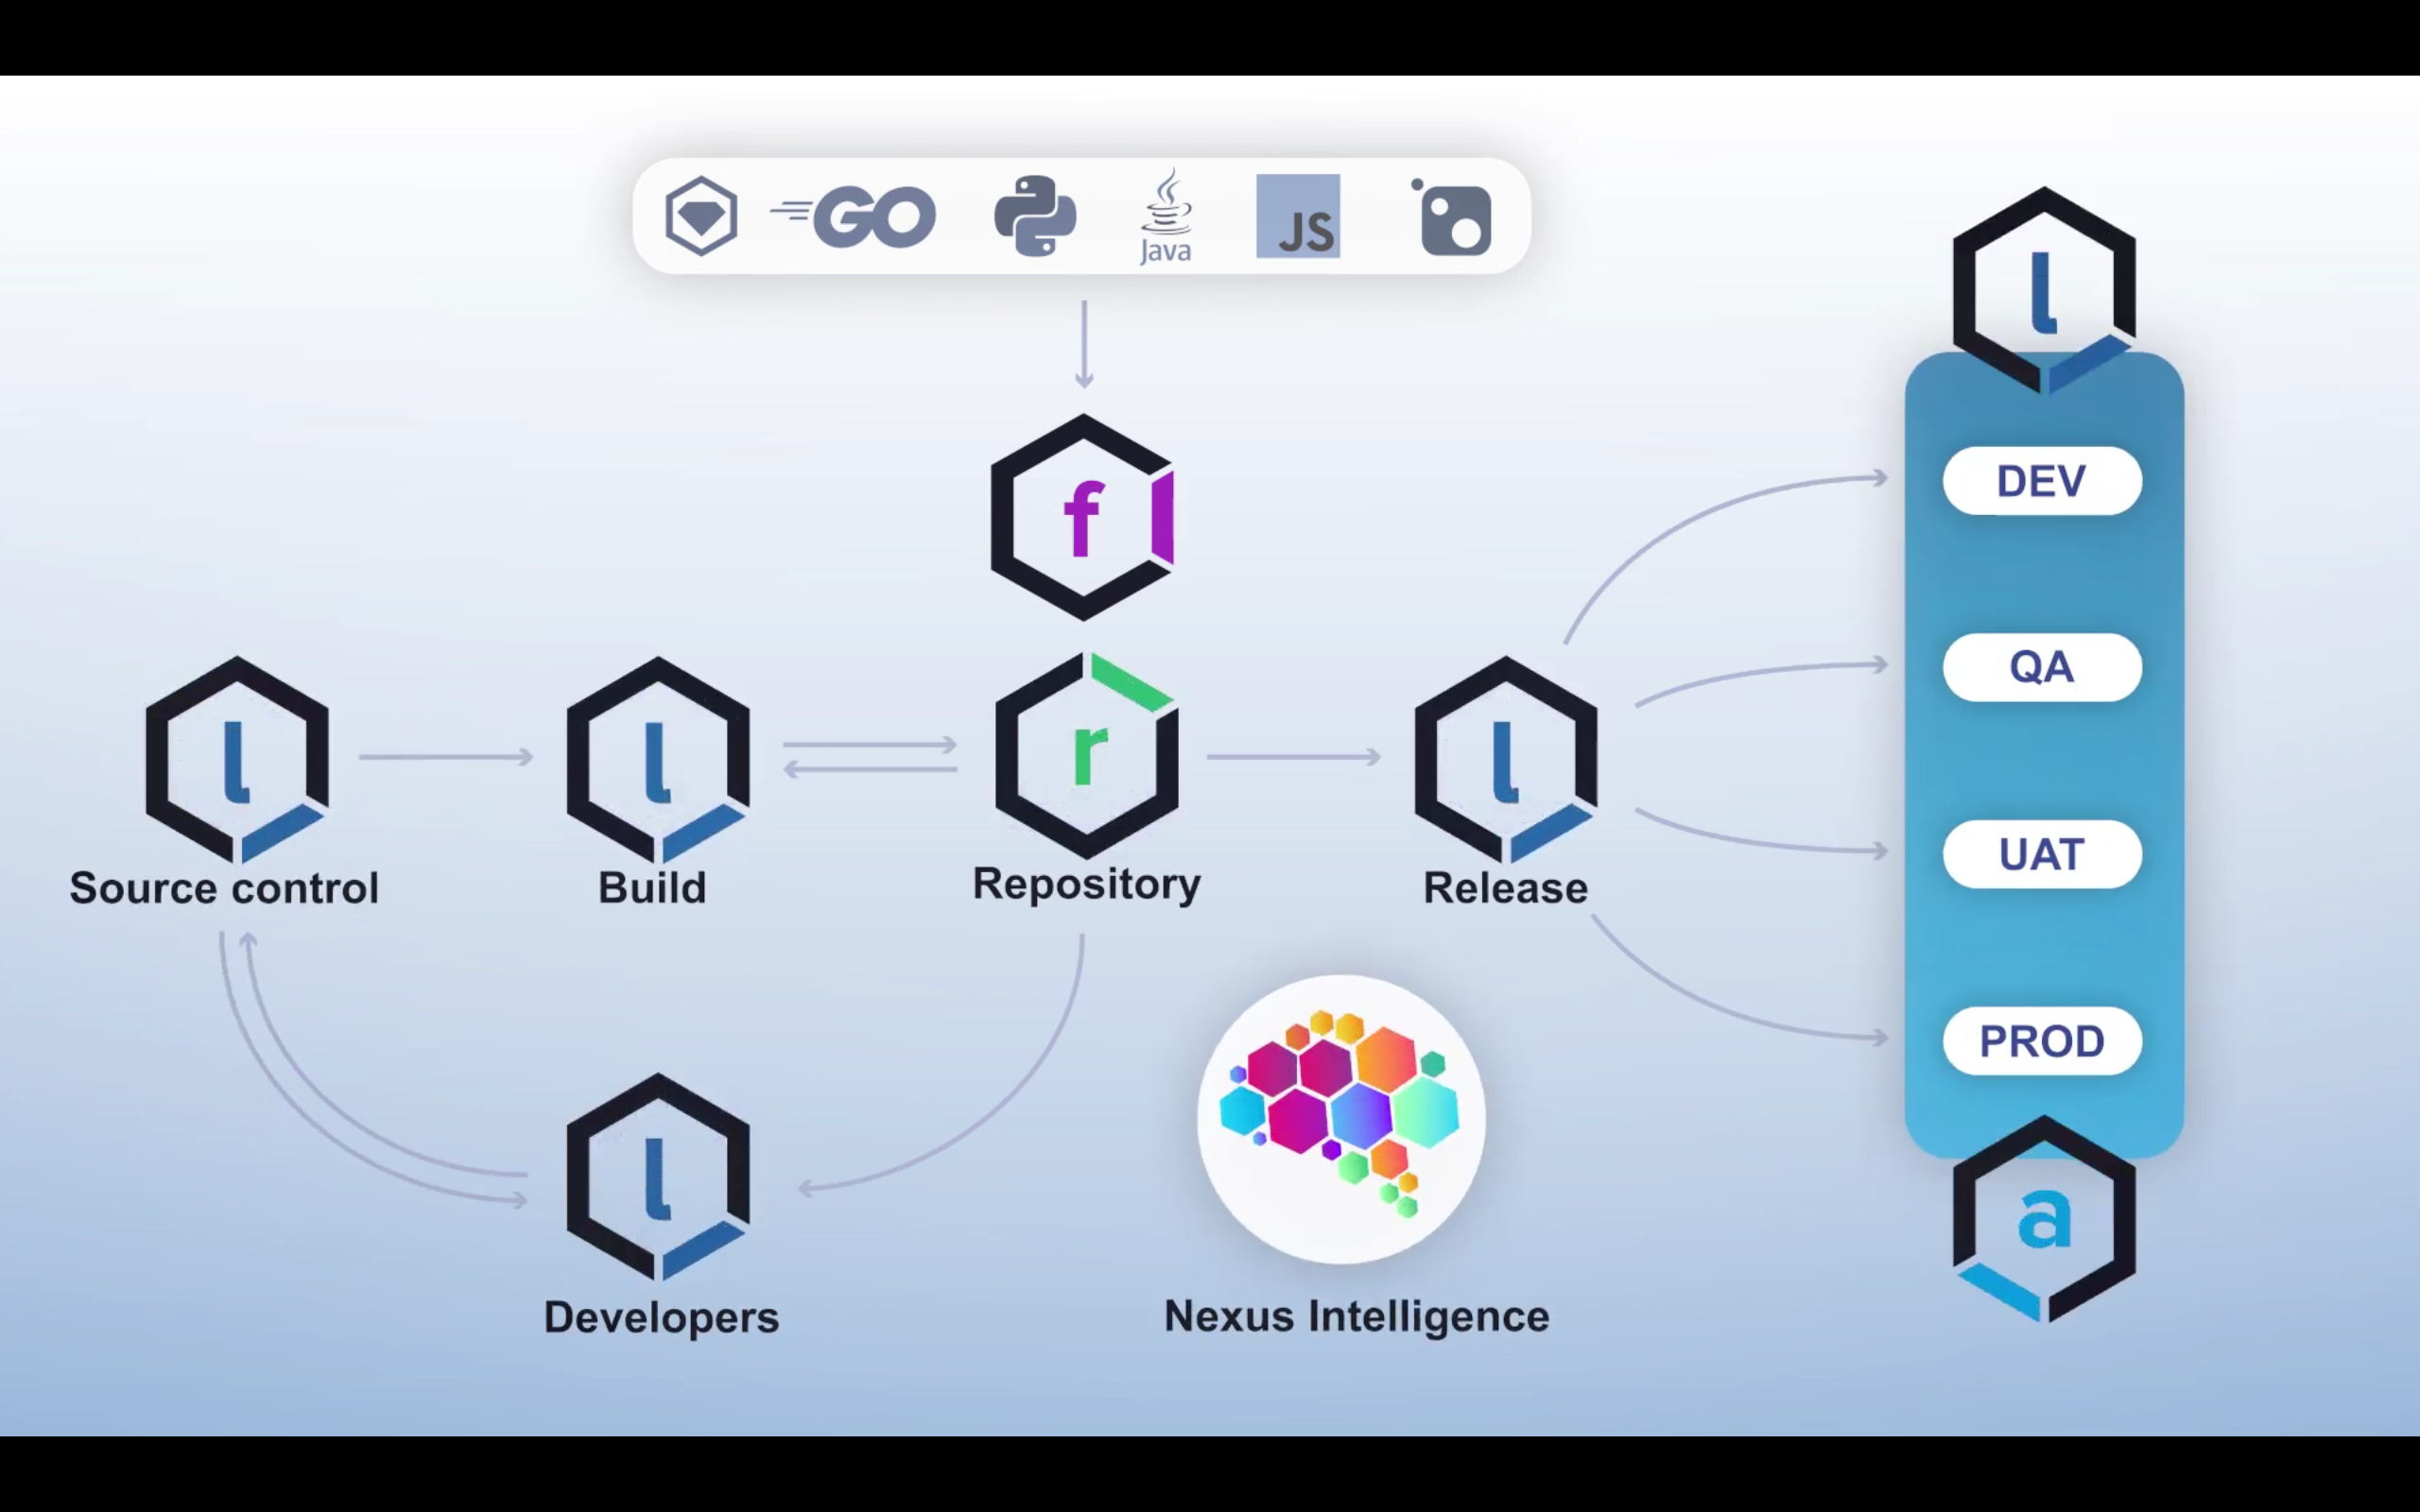 GO
Java
JS
l
DEV
f
QA
l
l
r
l
UAT
Source control
Build
Repository
Release
PROD
l
a
Developers
Nexus Intelligence